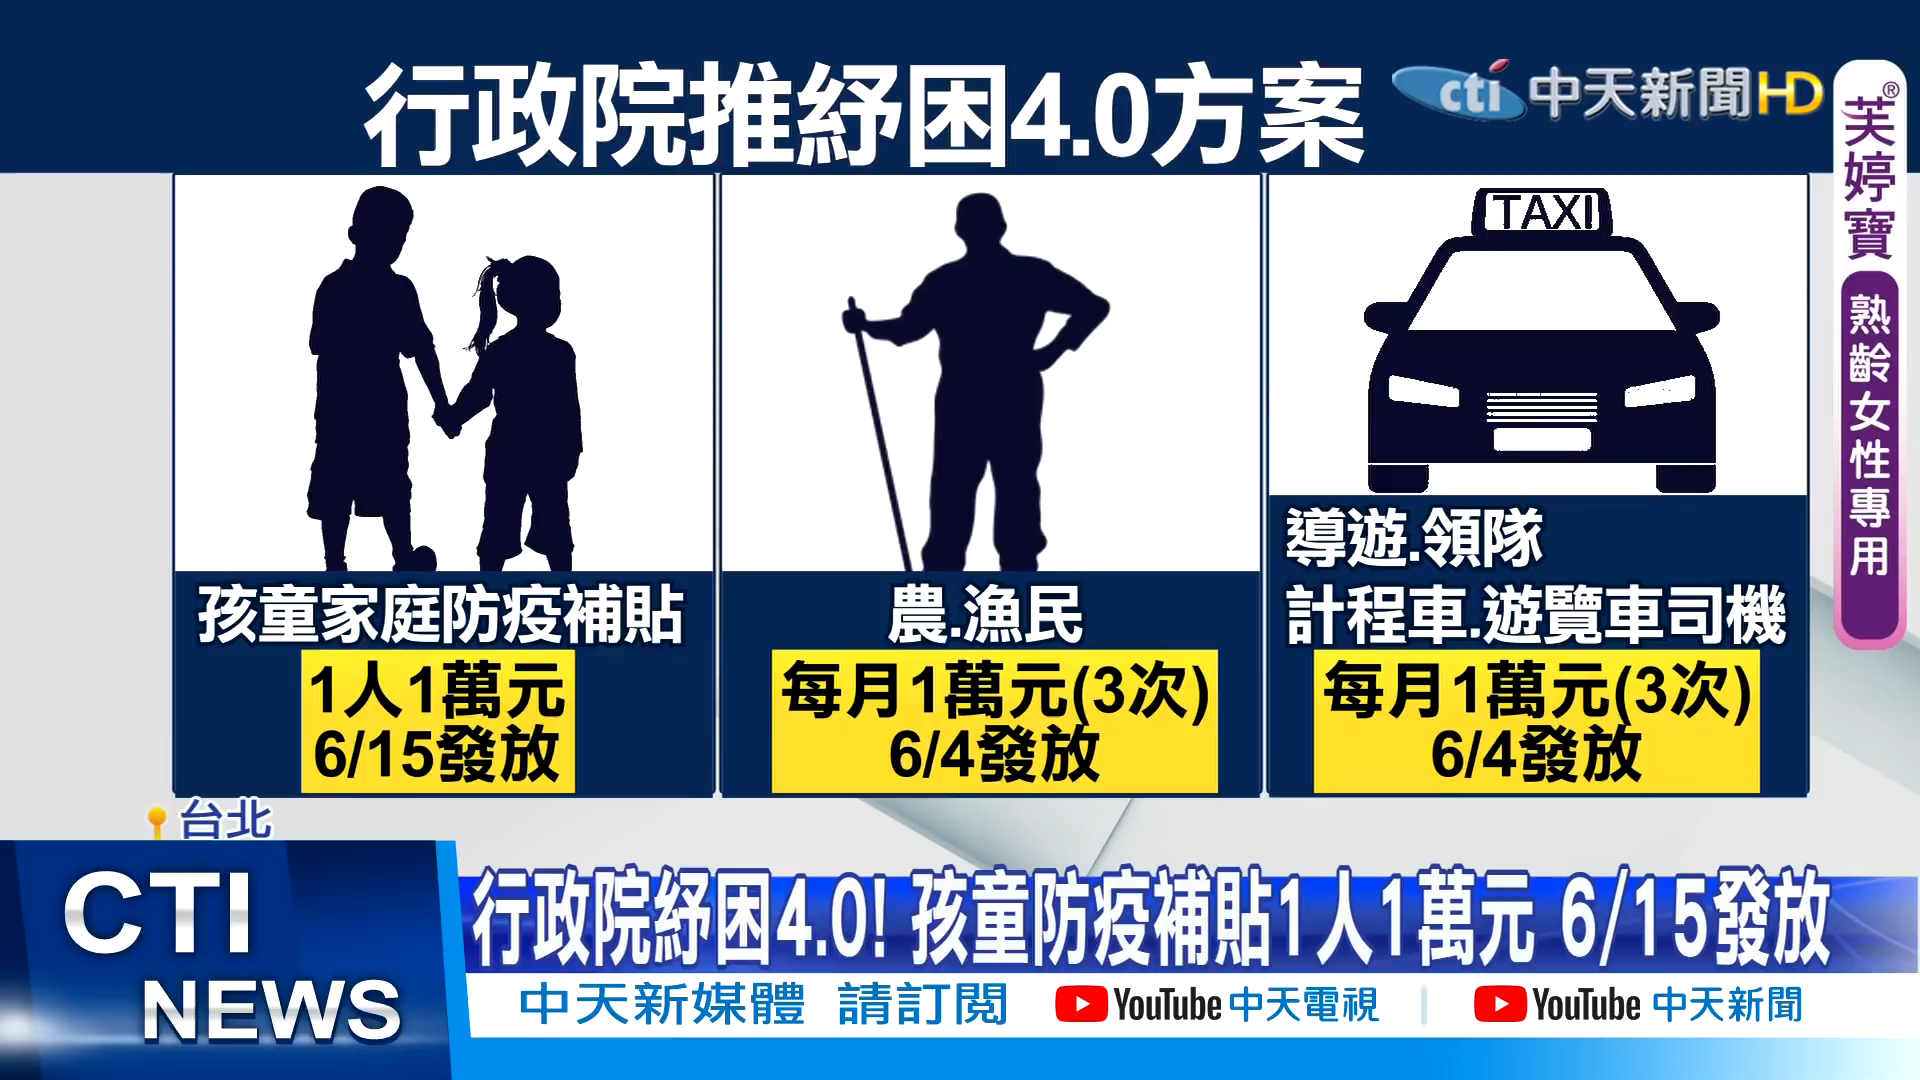 行政院推紓困4.0方案
cti 中天新聞HD
芙婷寶®
熟齡女性專用
TAXI
孩童家庭防疫補貼
1人1萬元
6/15發放
農.漁民
每月1萬元(3次)
6/4發放
導遊.領隊
計程車.遊覽車司機
每月1萬元(3次)
6/4發放
台北
CTI
NEWS
行政院紓困4.0! 孩童防疫補貼1人1萬元 6/15發放
中天新媒體 請訂閱 YouTube 中天電視 | YouTube 中天新聞